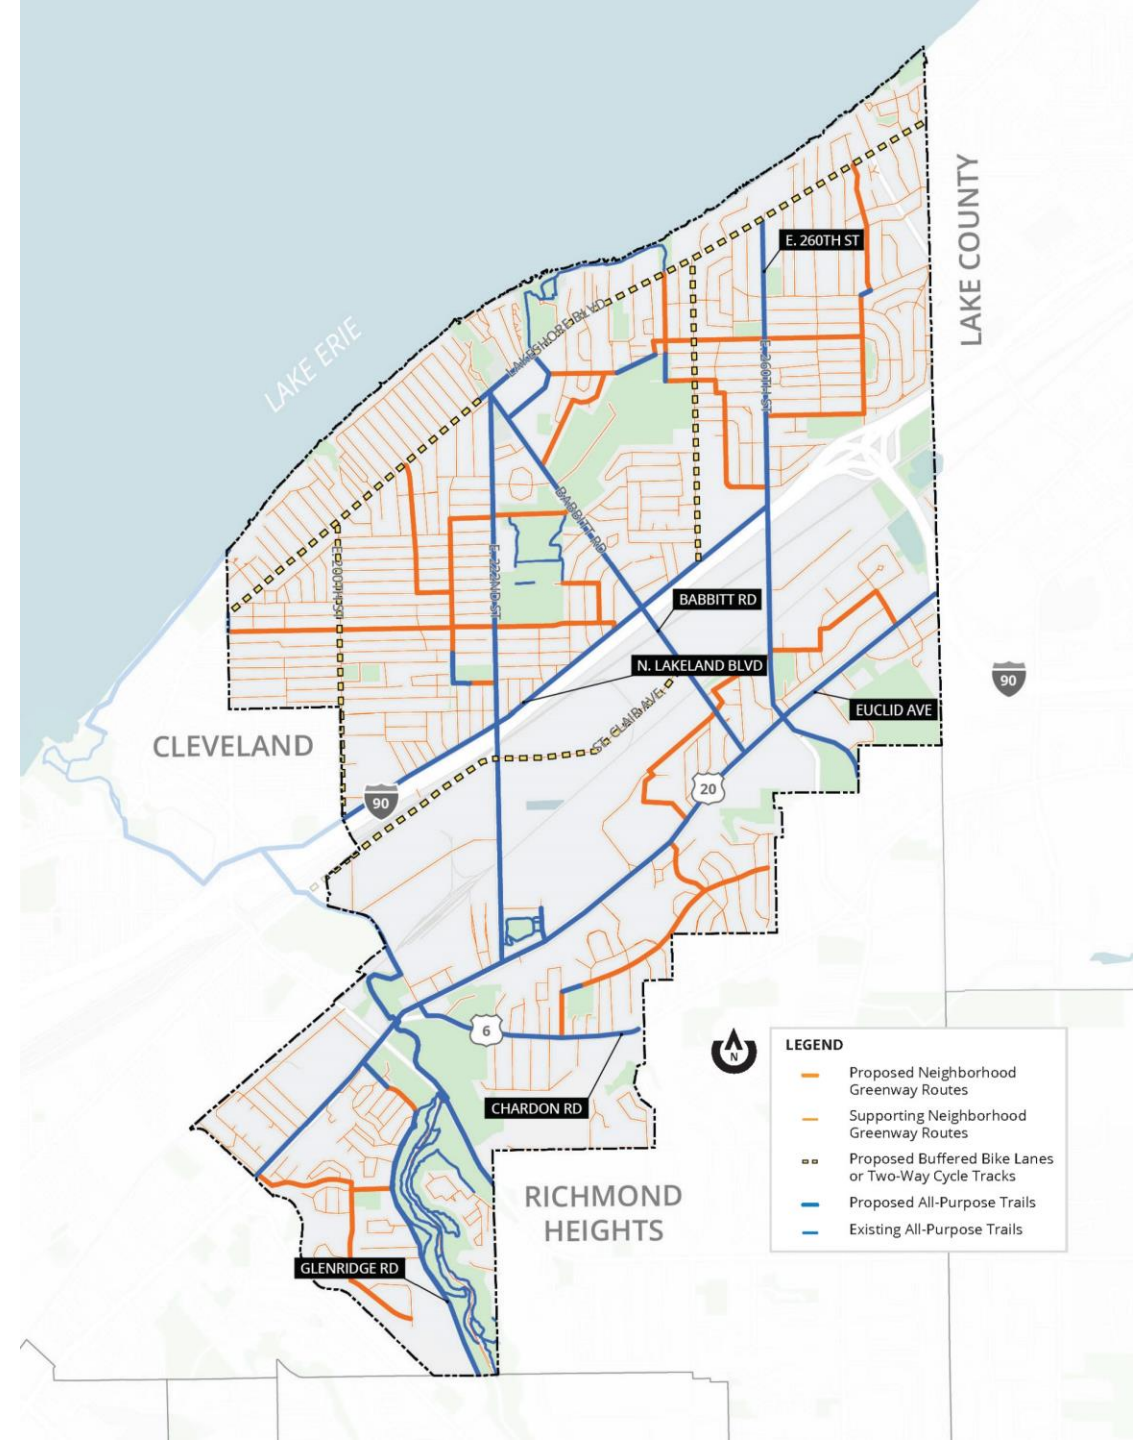 E. 260TH ST
LAKE COUNTY
LAKE ERIE
LAKESHORE BLVD
E. 260TH ST
BABBITT RD
E. 200TH ST
E. 222ND ST
BABBITT RD
N. LAKELAND BLVD
90
ST. CLAIR AVE
EUCLID AVE
CLEVELAND
20
90
6
N
LEGEND
Proposed Neighborhood
Greenway Routes
Supporting Neighborhood
Greenway Routes
Proposed Buffered Bike Lanes
or Two-Way Cycle Tracks
Proposed All-Purpose Trails
Existing All-Purpose Trails
CHARDON RD
RICHMOND
HEIGHTS
GLENRIDGE RD